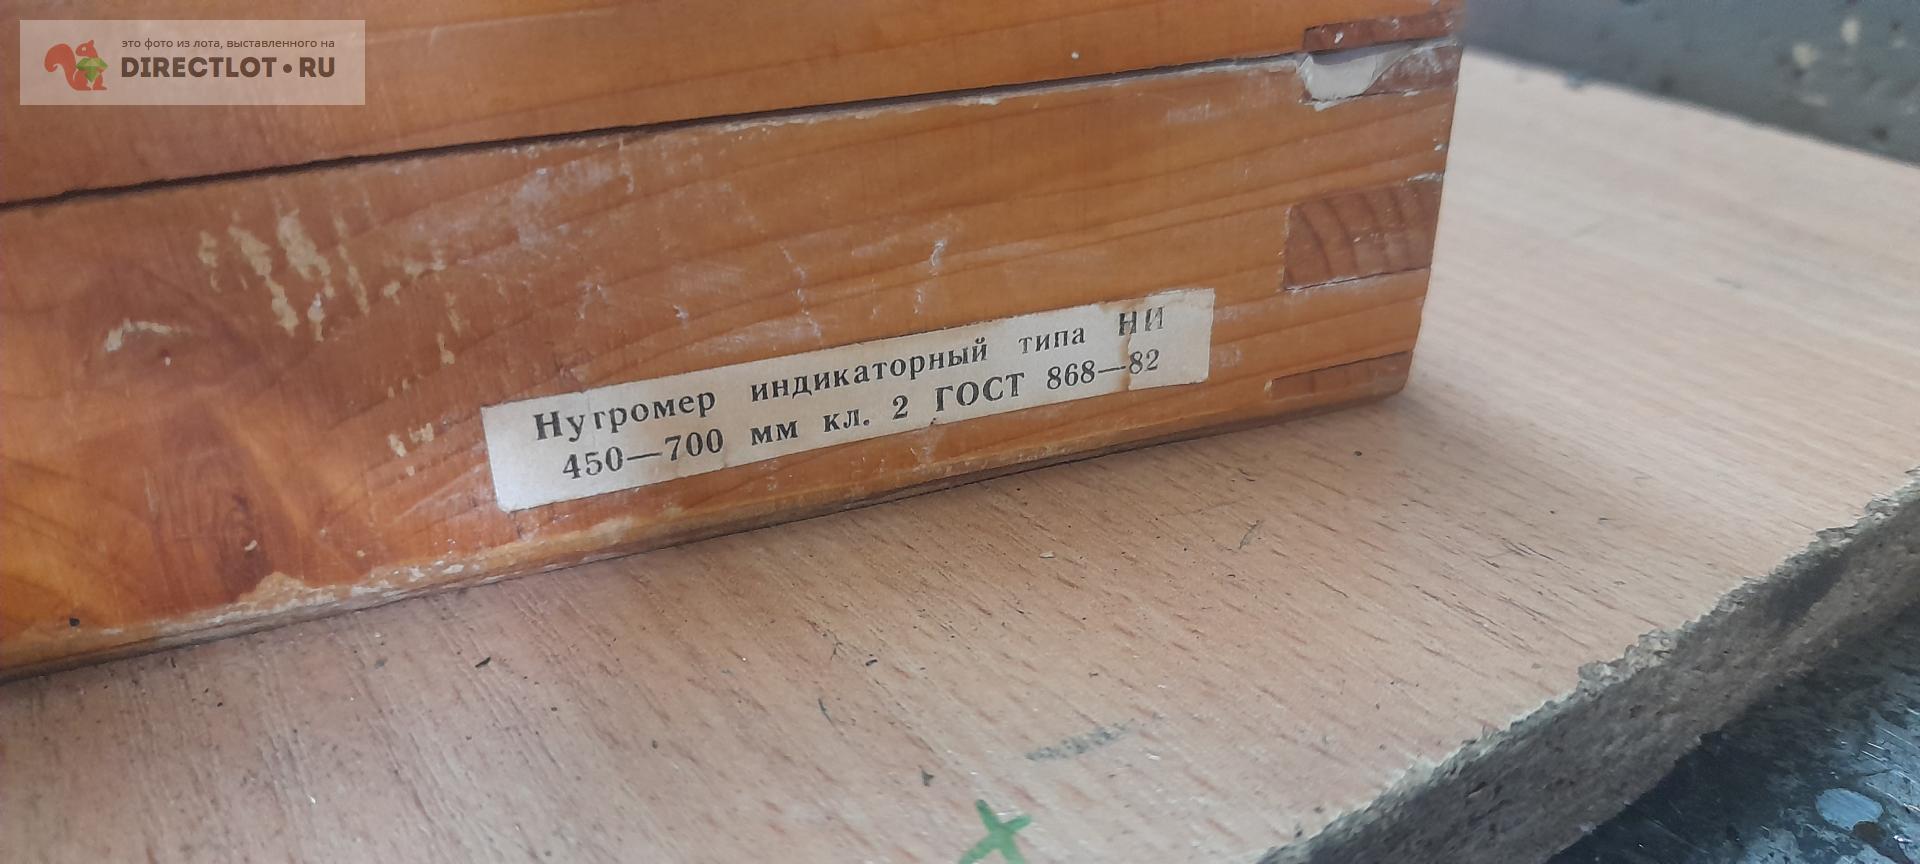 это фото из лота, выставленного на
DIRECTLOT•RU
Нутромер индикаторный типа НИ
450—700 мм кл. 2 ГОСТ 868—82